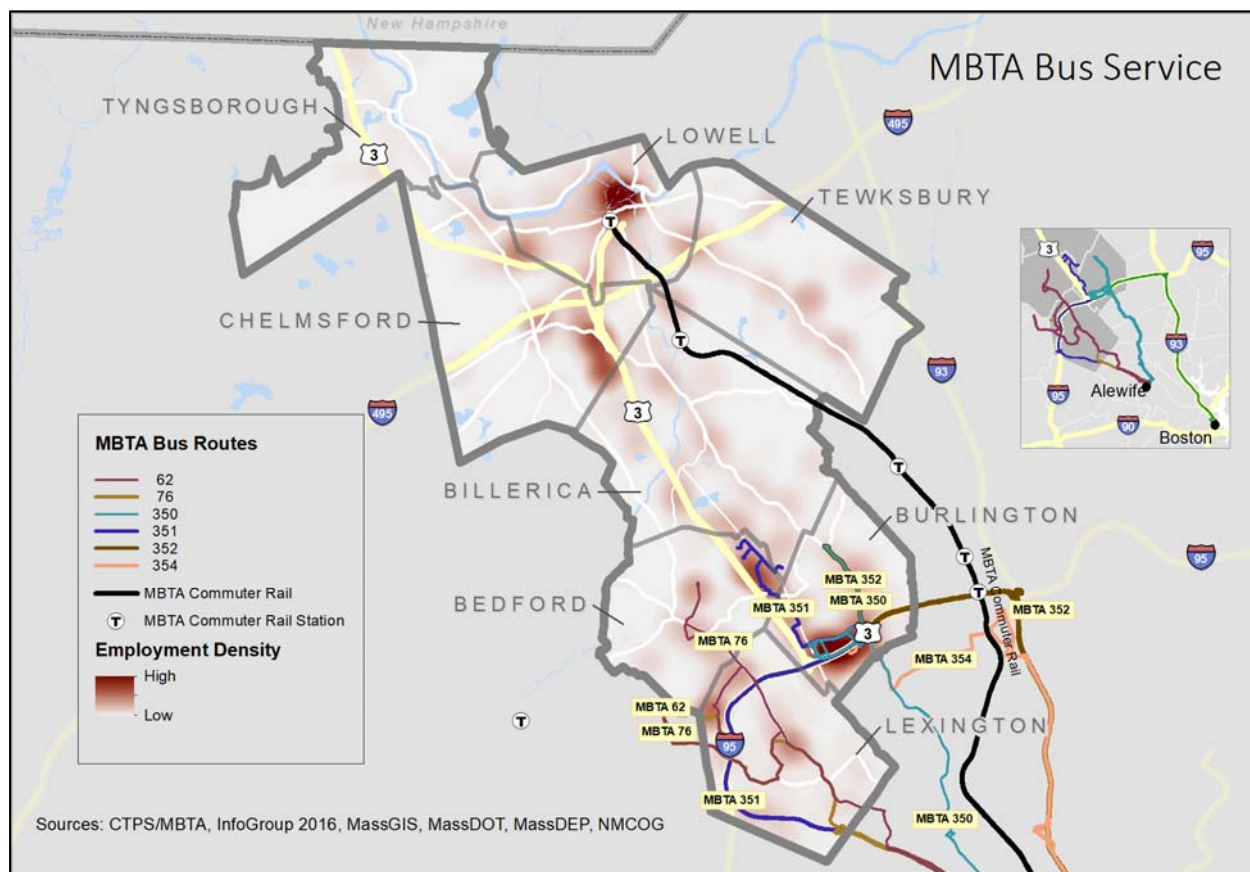 New Hampshire
MBTA Bus Service
TYNGSBOROUGH
LOWELL
495
3
TEWKSBURY
T
3
95
CHELMSFORD
T
93
93
Alewife
95
495
3
90
Boston
MBTA Bus Routes
T
62
BILLERICA
76
BURLINGTON
350
351
T
95
352
MBTA 352
354
T
MBTA 350
MBTA 352
MBTA Commuter Rail
BEDFORD
MBTA 351
MBTA Commuter Rail
T
MBTA Commuter Rail Station
3
MBTA 76
Employment Density
MBTA 354
High
Low
MBTA 62
T
LEXINGTON
MBTA 76
95
MBTA 351
MBTA 350
Sources: CTPS/MBTA, InfoGroup 2016, MassGIS, MassDOT, MassDEP, NMCOG